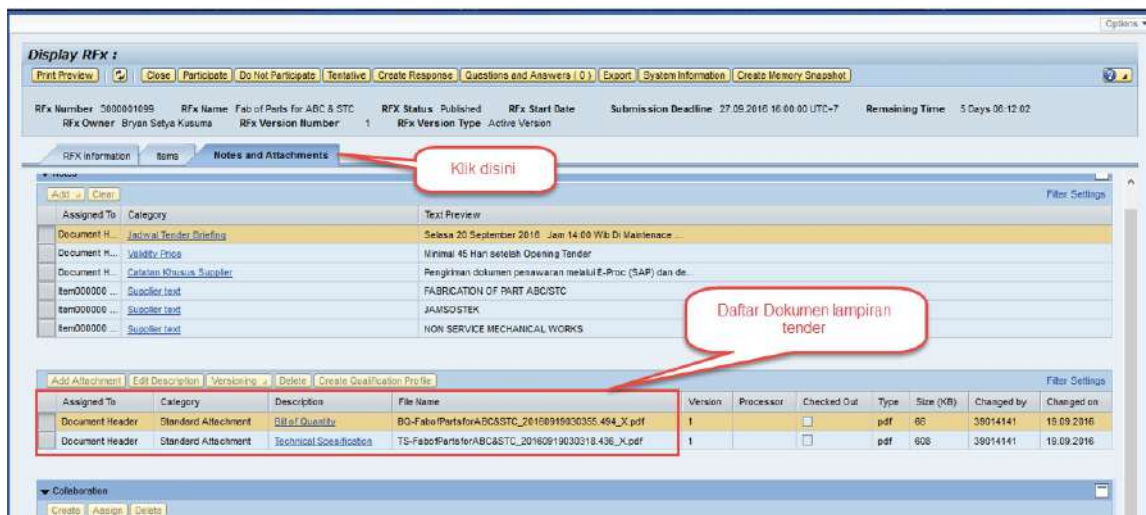 Options
Display RFx :
Print Preview Close Participate Do Not Participate Tentative Create Response Questions and Answers ( 0 ) Export System Information Create Memory Snapshot
RFx Number 3000001099 RFx Name Fab of Parts for ABC & STC RFX Status Published RFx Start Date Submission Deadline 27.09.2016 16:00:00 UTC+7 Remaining Time 5 Days 06:12:02
RFx Owner Bryan Setya Kusuma RFx Version Number 1 RFx Version Type Active Version
RFX Information Items Notes and Attachments
Klik disini
Notes
Add Clear Filter Settings
Assigned To Category Text Preview
Document H... Jadwal Tender Briefing Selasa 20 September 2016 Jam 14:00 Wib Di Maintenace ...
Document H... Validity Price Minimal 45 Hari setelah Opening Tender
Document H... Catatan Khusus Supplier Pengiriman dokumen penawaran melalui E-Proc (SAP) dan de...
Item000000 ... Supplier text FABRICATION OF PART ABC/STC
Item000000 ... Supplier text JAMSOSTEK
Item000000 ... Supplier text NON SERVICE MECHANICAL WORKS
Daftar Dokumen lampiran
tender
Add Attachment Edit Description Versioning Delete Create Qualification Profile Filter Settings
Assigned To Category Description File Name Version Processor Checked Out Type Size (KB) Changed by Changed on
Document Header Standard Attachment Bill of Quantity BQ-FabofPartsforABC&STC_20160919030355.494_X.pdf 1 pdf 66 39014141 19.09.2016
Document Header Standard Attachment Technical Specification TS-FabofPartsforABC&STC_20160919030318.436_X.pdf 1 pdf 608 39014141 19.09.2016
Collaboration
Create Assign Delete